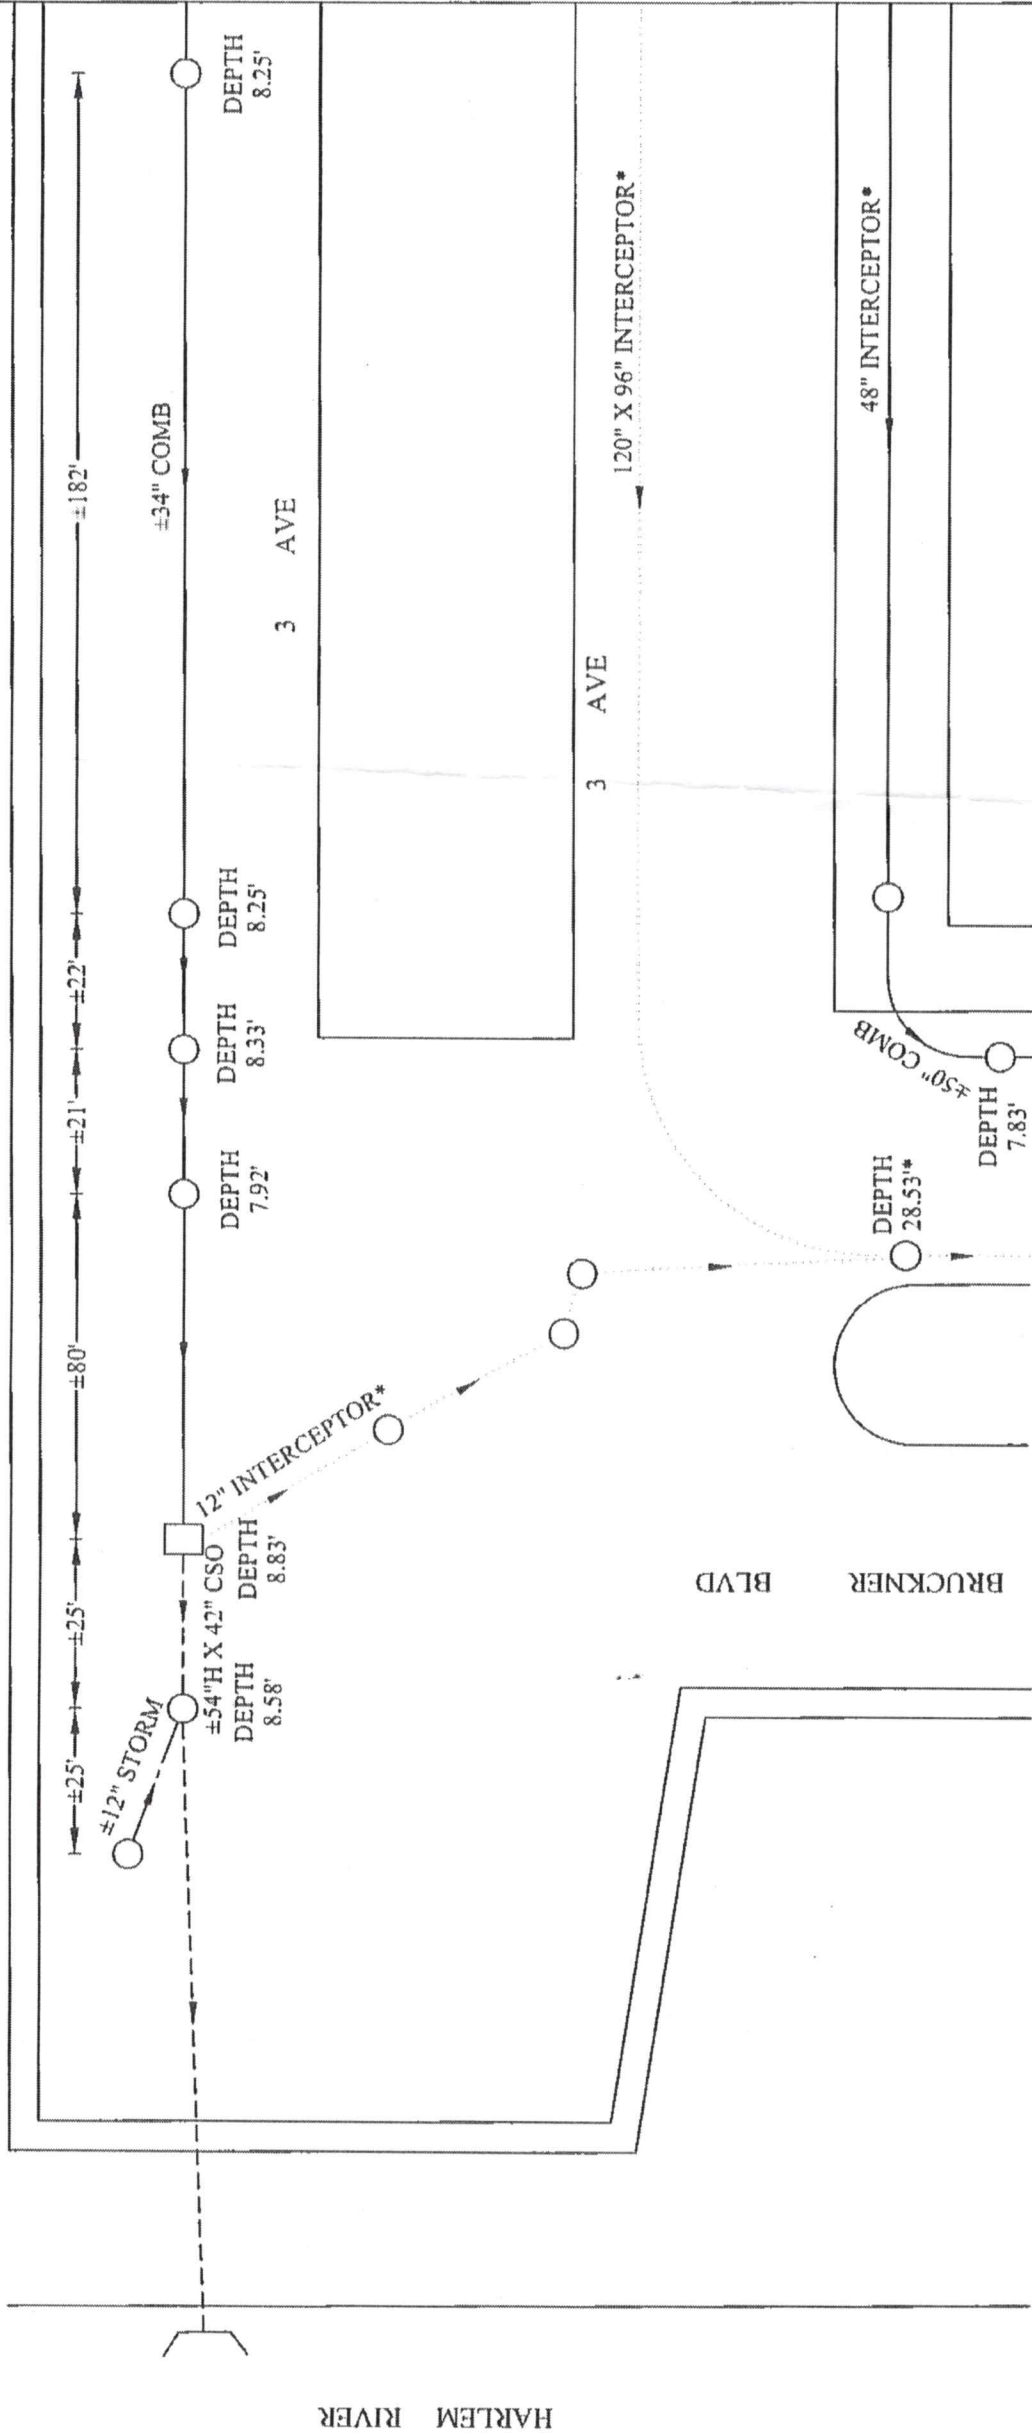 DEPTH
8.25'
±182'
±34" COMB
3 AVE
120" X 96" INTERCEPTOR*
48" INTERCEPTOR*
3 AVE
±22'
DEPTH
8.25'
±21'
DEPTH
8.33'
±50" COMB
DEPTH
7.83'
DEPTH
7.92'
DEPTH
28.53'*
±80'
12" INTERCEPTOR*
±25'
±54"H X 42" CSO
DEPTH
8.83'
BRUCKNER BLVD
±25'
±12" STORM
DEPTH
8.58'
HARLEM RIVER